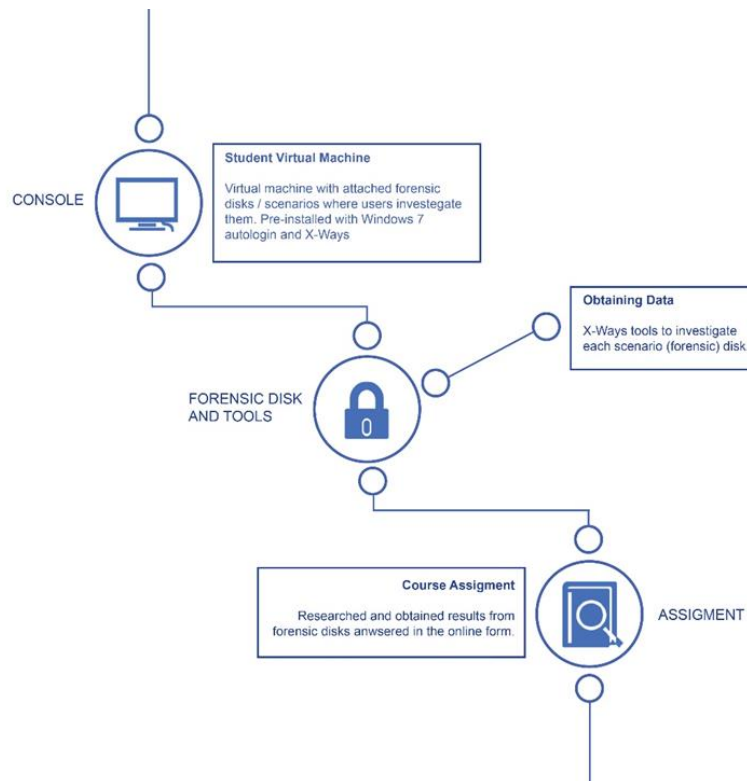 Student Virtual Machine
CONSOLE
Virtual machine with attached forensic
disks / scenarios where users investegate
them. Pre-installed with Windows 7
autologin and X-Ways
Obtaining Data
X-Ways tools to investigate
each scenario (forensic) disk
FORENSIC DISK
AND TOOLS
0
Course Assigment
Researched and obtained results from
forensic disks anwsered in the online form.
ASSIGMENT